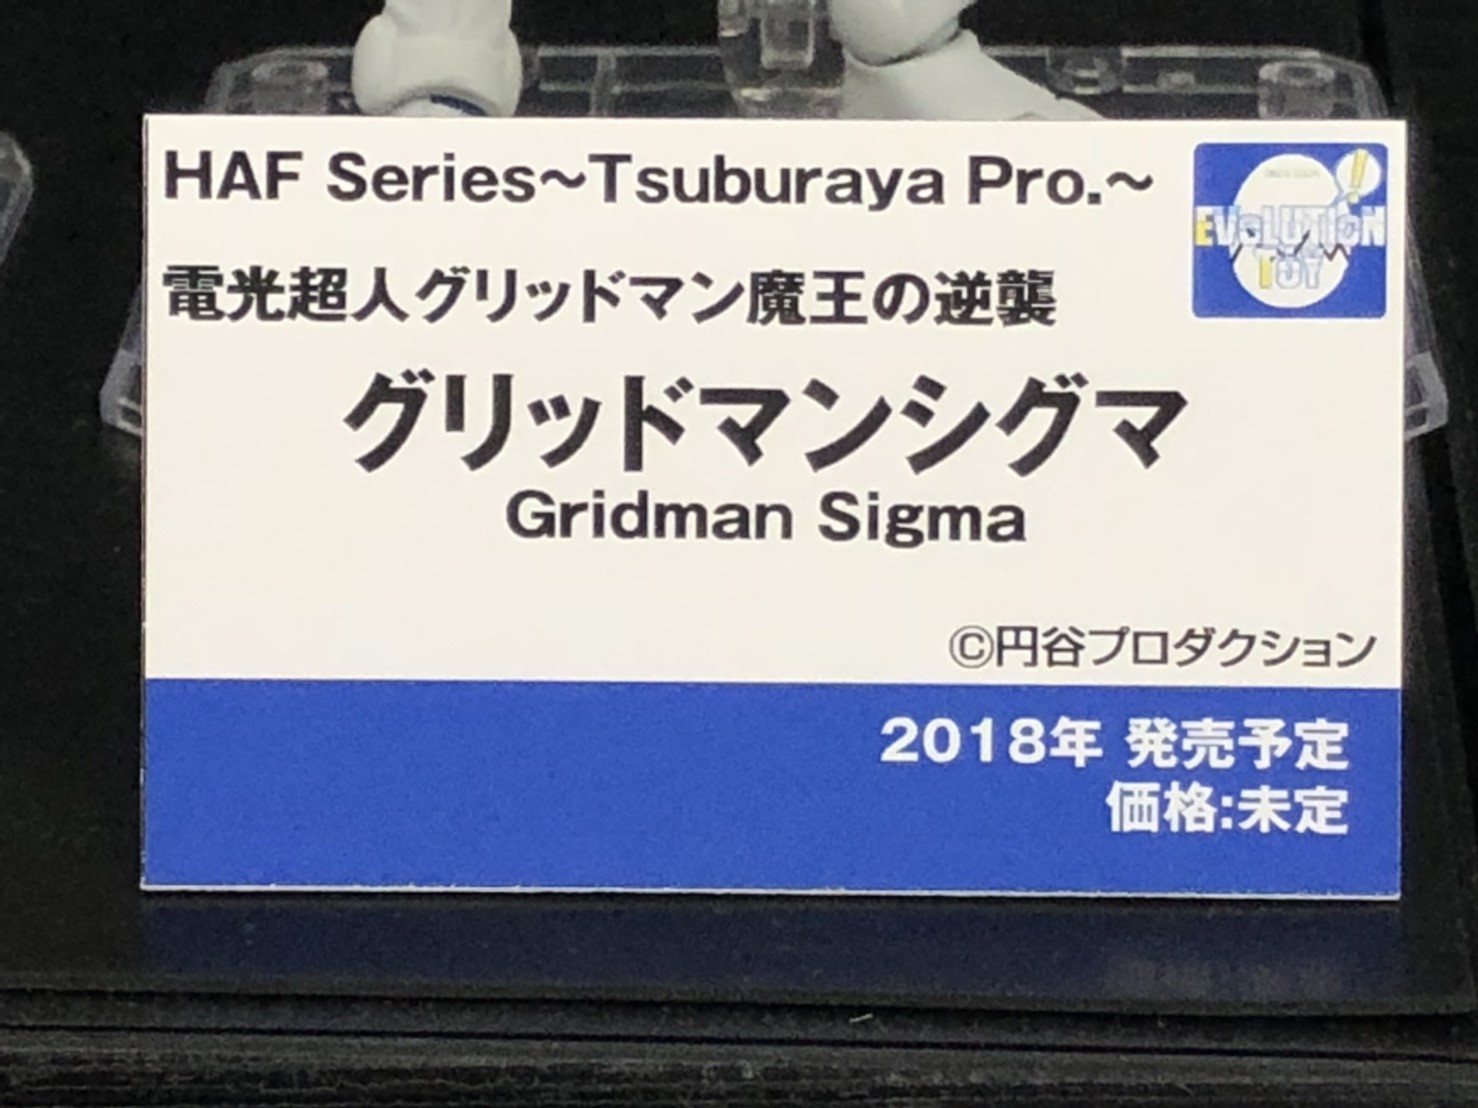 HAF Series~Tsuburaya Pro.~
電光超人グリッドマン魔王の逆襲
グリッドマンシグマ
Gridman Sigma
©円谷プロダクション
2018年 発売予定
価格:未定
EVOLUTION!
TOY